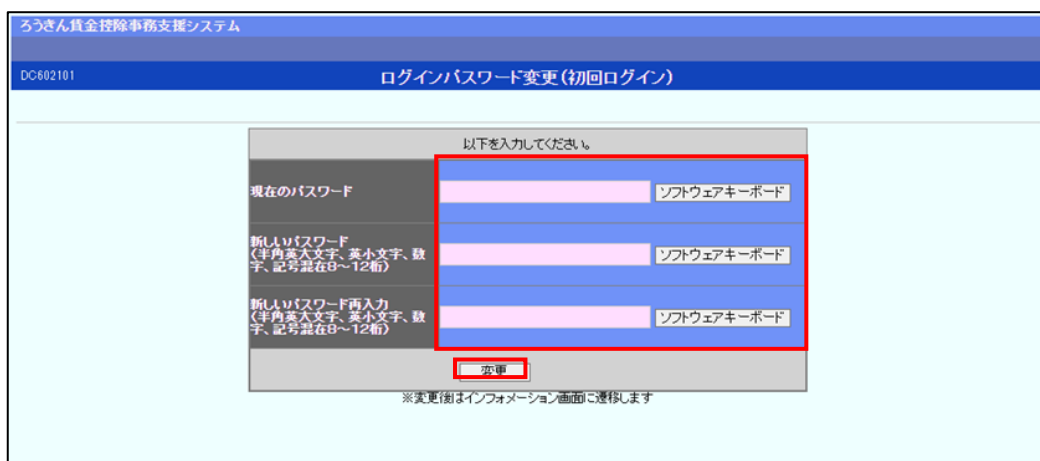 ろうきん賃金控除事務支援システム
DC602101
ログインパスワード変更(初回ログイン)
以下を入力してください。
現在のパスワード
ソフトウェアキーボード
新しいパスワード
(半角英大文字、英小文字、数
字、記号混在8～12桁)
ソフトウェアキーボード
新しいパスワード再入力
(半角英大文字、英小文字、数
字、記号混在8～12桁)
ソフトウェアキーボード
変更
※変更後はインフォメーション画面に遷移します